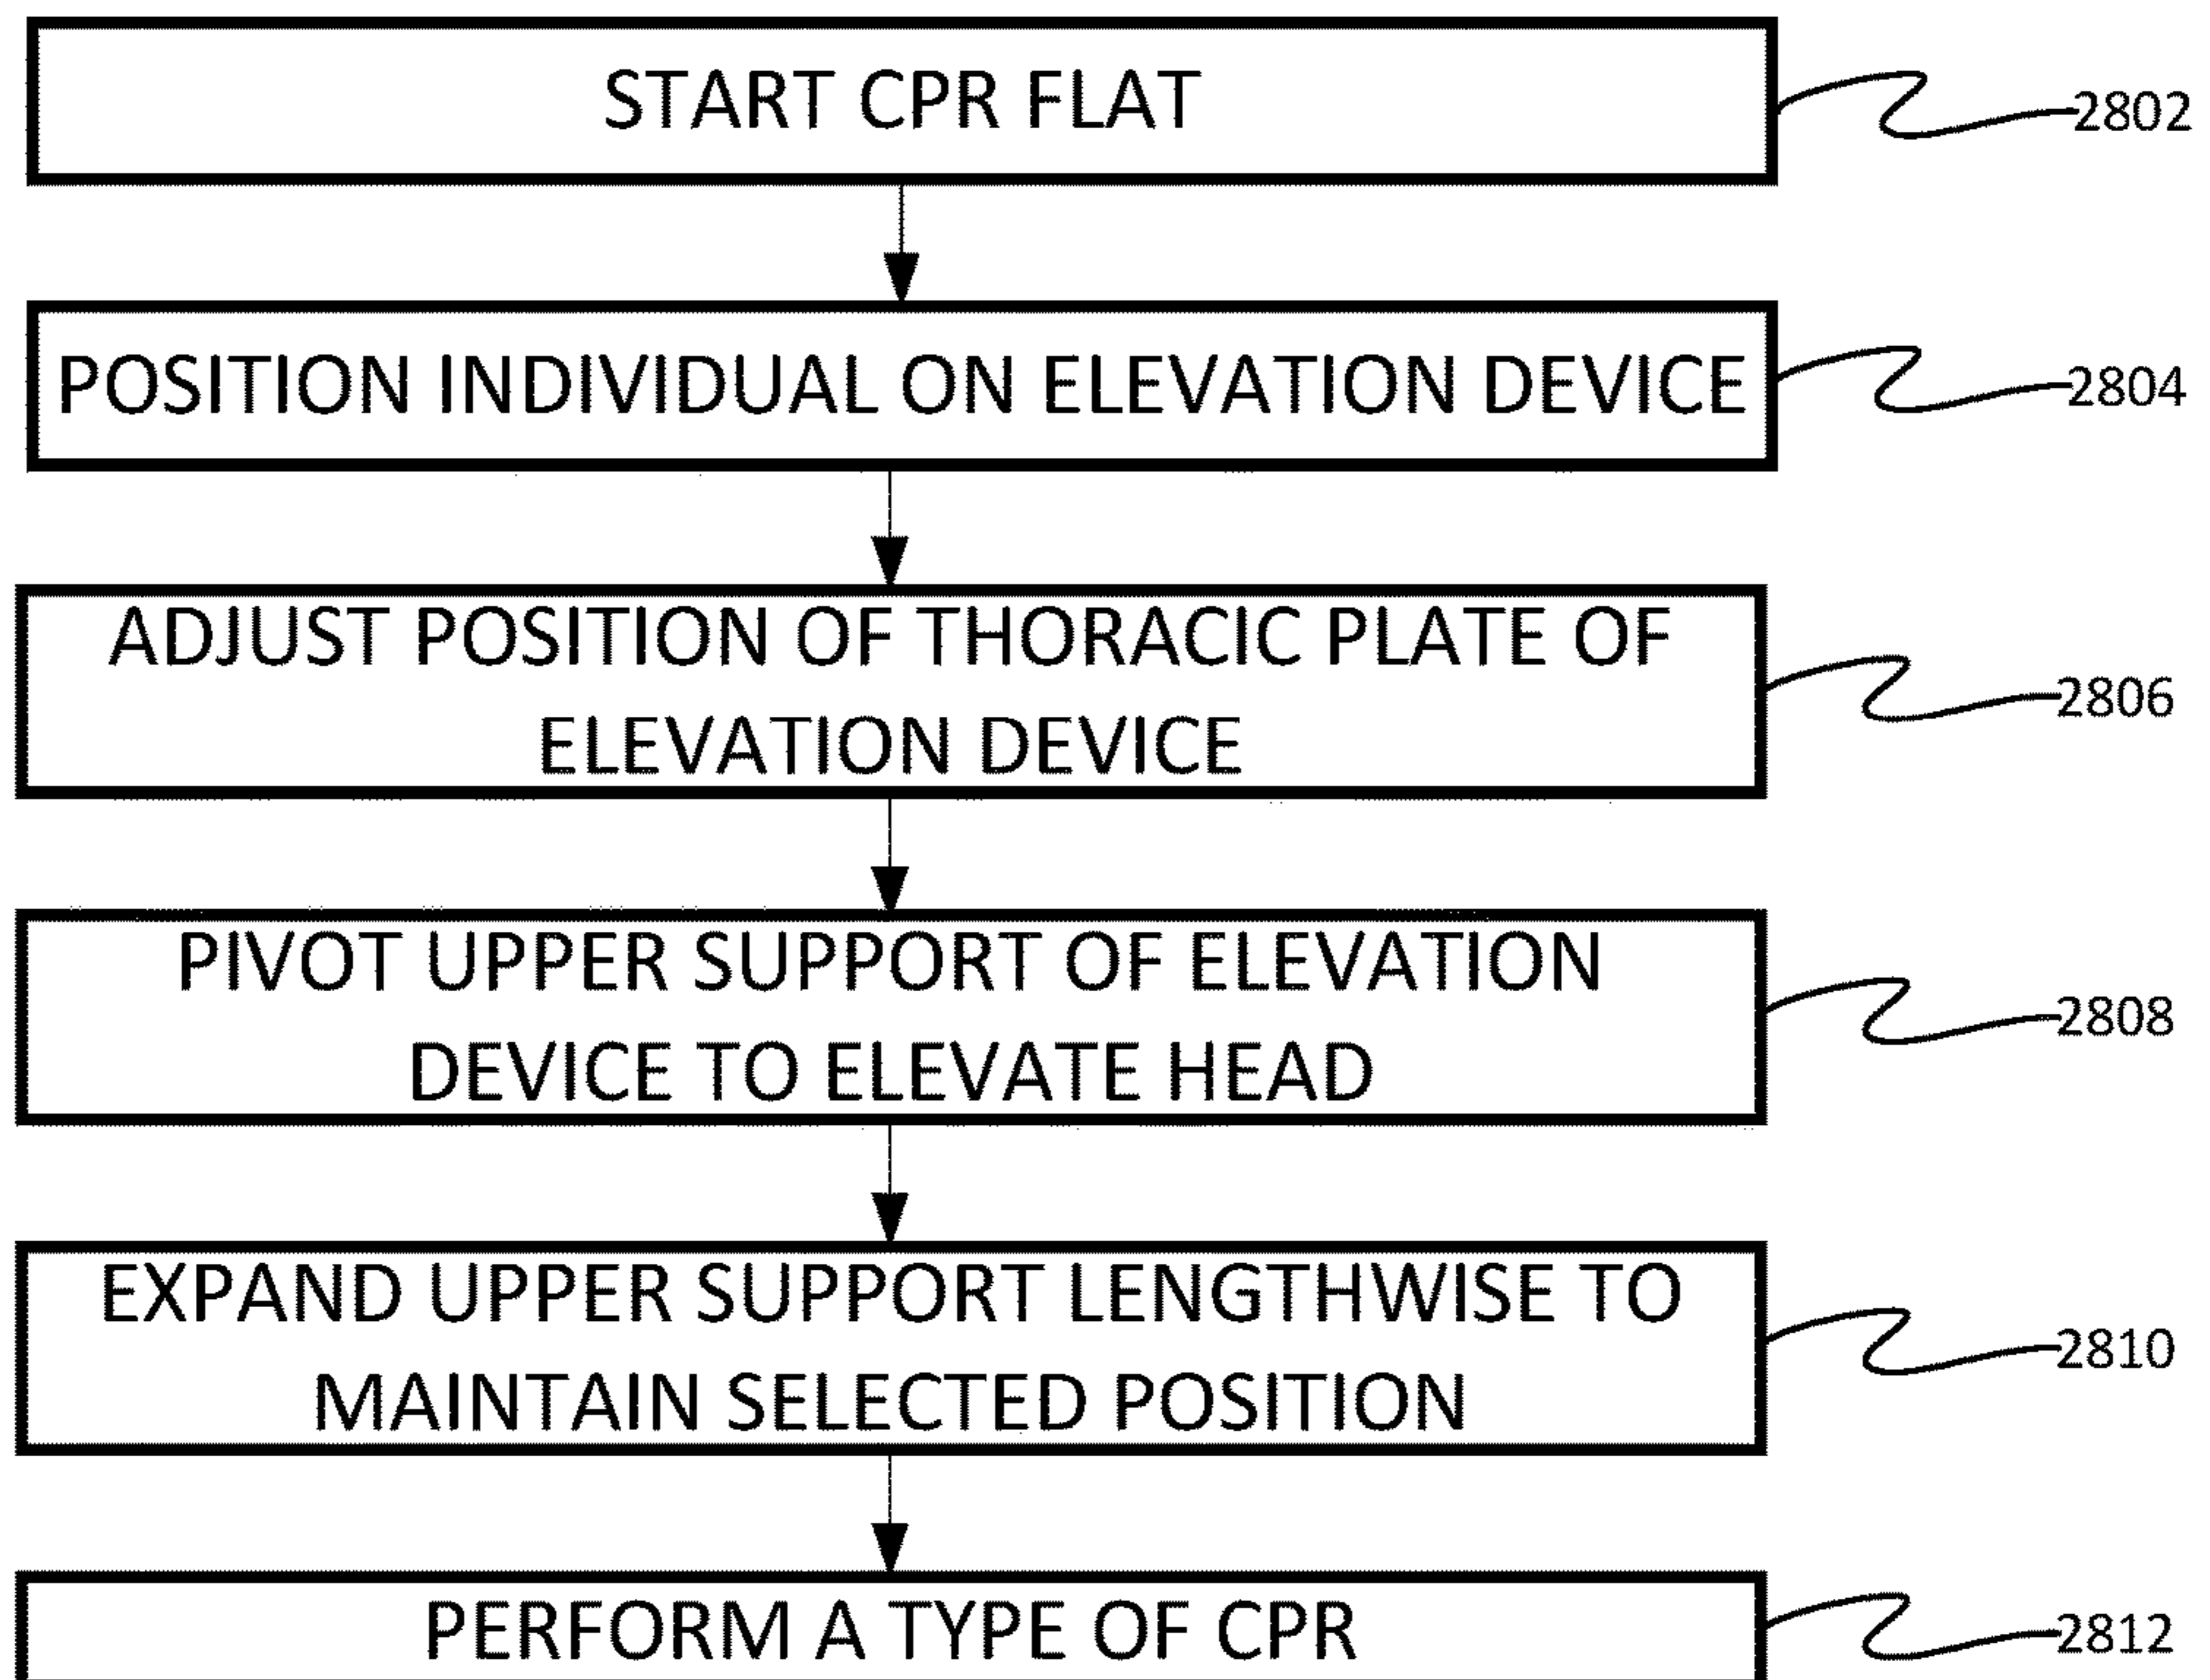 START CPR FLAT
2802
POSITION INDIVIDUAL ON ELEVATION DEVICE
2804
ADJUST POSITION OF THORACIC PLATE OF
ELEVATION DEVICE
2806
PIVOT UPPER SUPPORT OF ELEVATION
DEVICE TO ELEVATE HEAD
2808
EXPAND UPPER SUPPORT LENGTHWISE TO
MAINTAIN SELECTED POSITION
2810
PERFORM A TYPE OF CPR
2812